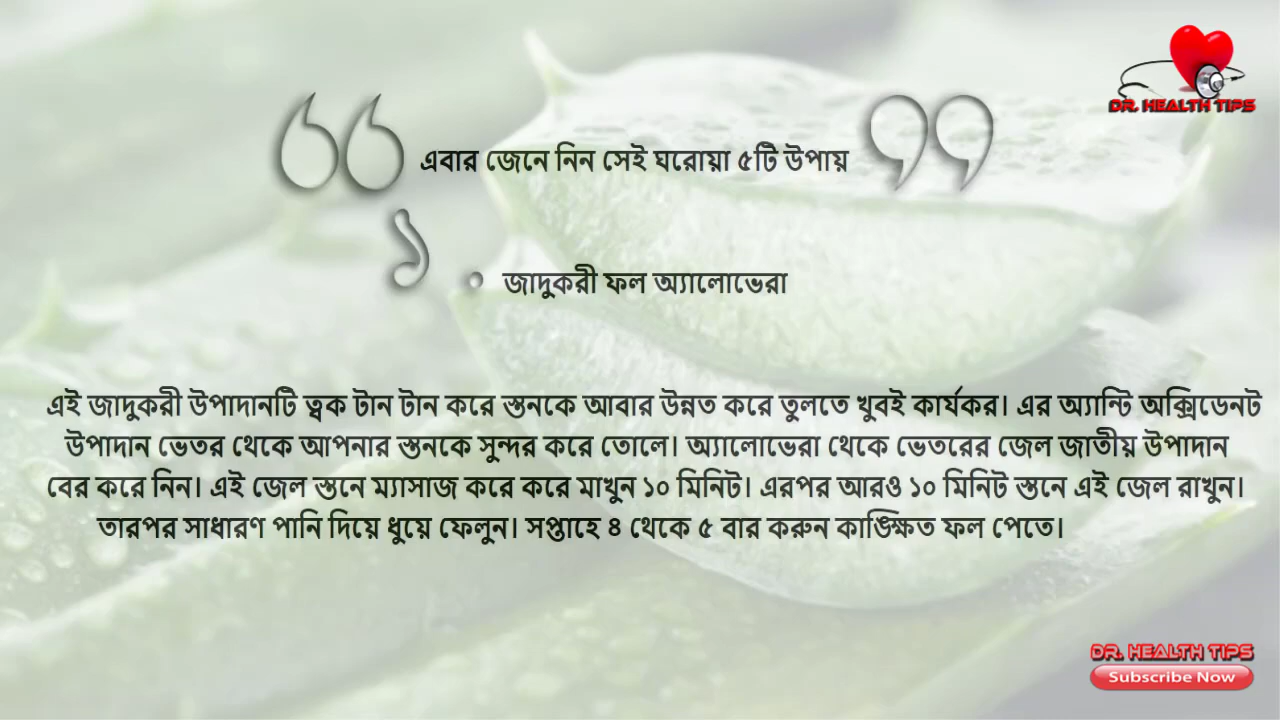 DR. HEALTH TIPS
“ এবার জেনে নিন সেই ঘরোয়া ৫টি উপায় ”
১. জাদুকরী ফল অ্যালোভেরা
এই জাদুকরী উপাদানটি ত্বক টান টান করে স্তনকে আবার উন্নত করে তুলতে খুবই কার্যকর। এর অ্যান্টি অক্সিডেনট
উপাদান ভেতর থেকে আপনার স্তনকে সুন্দর করে তোলে। অ্যালোভেরা থেকে ভেতরের জেল জাতীয় উপাদান
বের করে নিন। এই জেল স্তনে ম্যাসাজ করে করে মাখুন ১০ মিনিট। এরপর আরও ১০ মিনিট স্তনে এই জেল রাখুন।
তারপর সাধারণ পানি দিয়ে ধুয়ে ফেলুন। সপ্তাহে ৪ থেকে ৫ বার করুন কাঙ্ক্ষিত ফল পেতে।
DR. HEALTH TIPS
Subscribe Now